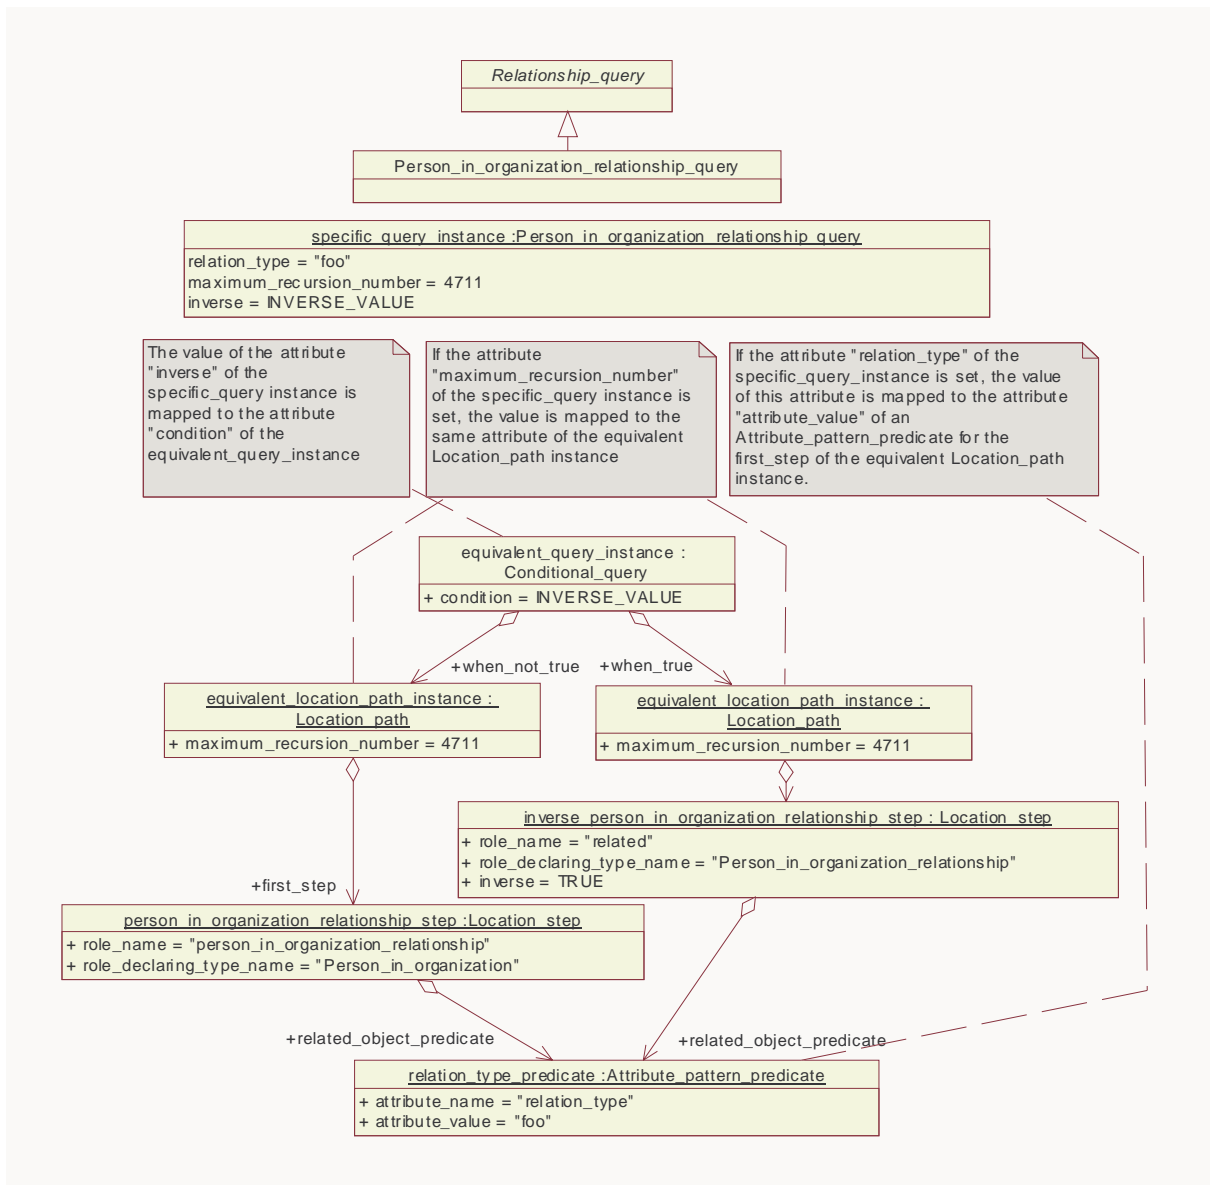 Relationship_query
Person_in_organization_relationship_query
specific_query_instance :Person_in_organization_relationship_query
relation_type = "foo"
maximum_recursion_number = 4711
inverse = INVERSE_VALUE
The value of the attribute
"inverse" of the
specific_query instance is
mapped to the attribute
"condition" of the
equivalent_query_instance
If the attribute
"maximum_recursion_number"
of the specific_query instance is
set, the value is mapped to the
same attribute of the equivalent
Location_path instance
If the attribute "relation_type" of the
specific_query_instance is set, the value
of this attribute is mapped to the attribute
"attribute_value" of an
Attribute_pattern_predicate for the
first_step of the equivalent Location_path
instance.
equivalent_query_instance :
Conditional_query
+ condition = INVERSE_VALUE
+when_not_true
+when_true
equivalent_location_path_instance :
Location_path
+ maximum_recursion_number = 4711
equivalent_location_path_instance :
Location_path
+ maximum_recursion_number = 4711
inverse_person_in_organization_relationship_step : Location_step
+ role_name = "related"
+ role_declaring_type_name = "Person_in_organization_relationship"
+ inverse = TRUE
+first_step
person_in_organization_relationship_step :Location_step
+ role_name = "person_in_organization_relationship"
+ role_declaring_type_name = "Person_in_organization"
+related_object_predicate
+related_object_predicate
relation_type_predicate :Attribute_pattern_predicate
+ attribute_name = "relation_type"
+ attribute_value = "foo"